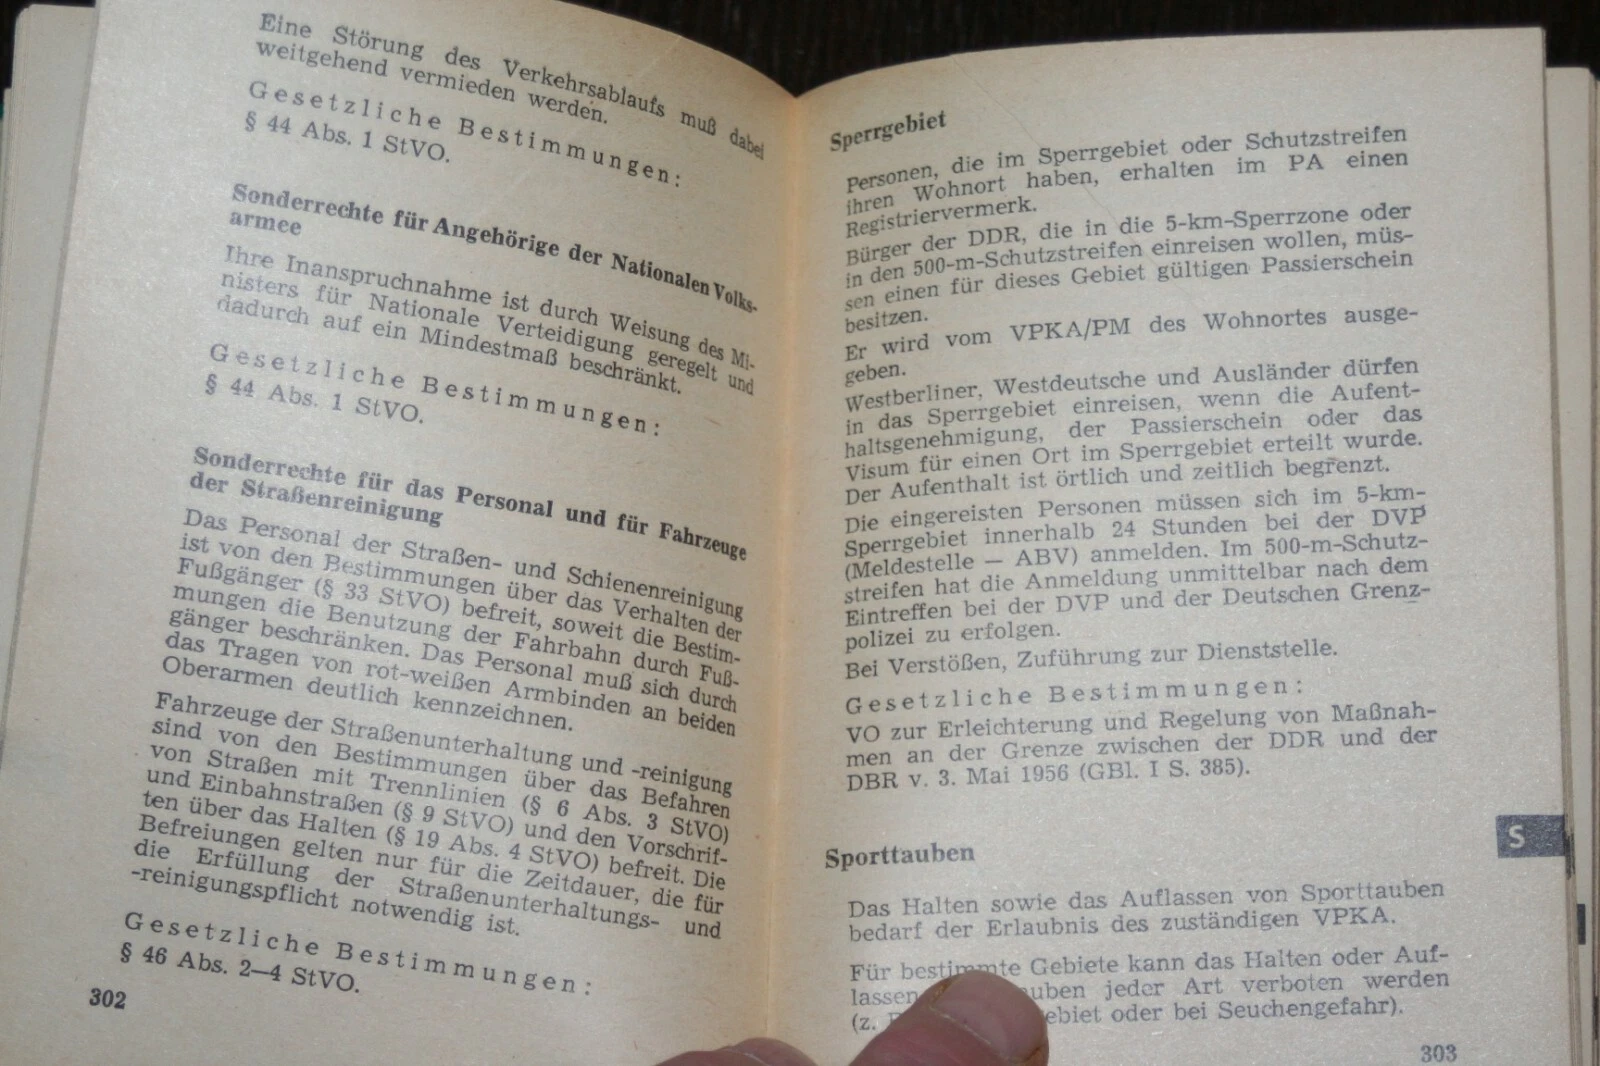 Eine Störung des Verkehrsablaufs muß dabei
weitgehend vermieden werden.
Gesetzliche Bestimmungen:
§ 44 Abs. 1 StVO.
Sonderrechte für Angehörige der Nationalen Volks-
armee
Ihre Inanspruchnahme ist durch Weisung des Mi-
nisters für Nationale Verteidigung geregelt und
dadurch auf ein Mindestmaß beschränkt.
Gesetzliche Bestimmungen:
§ 44 Abs. 1 StVO.
Sonderrechte für das Personal und für Fahrzeuge
der Straßenreinigung
Das Personal der Straßen- und Schienenreinigung
ist von den Bestimmungen über das Verhalten der
Fußgänger (§ 33 StVO) befreit, soweit die Bestim-
mungen die Benutzung der Fahrbahn durch Fuß-
gänger beschränken. Das Personal muß sich durch
das Tragen von rot-weißen Armbinden an beiden
Oberarmen deutlich kennzeichnen.
Fahrzeuge der Straßenunterhaltung und -reinigung
sind von den Bestimmungen über das Befahren
von Straßen mit Trennlinien (§ 6 Abs. 3 StVO)
und Einbahnstraßen (§ 9 StVO) und den Vorschrif-
ten über das Halten (§ 19 Abs. 4 StVO) befreit. Die
Befreiungen gelten nur für die Zeitdauer, die für
die Erfüllung der Straßenunterhaltungs- und
-reinigungspflicht notwendig ist.
Gesetzliche Bestimmungen:
§ 46 Abs. 2—4 StVO.
302
Sperrgebiet
Personen, die im Sperrgebiet oder Schutzstreifen
ihren Wohnort haben, erhalten im PA einen
Registriervermerk.
Bürger der DDR, die in die 5-km-Sperrzone oder
in den 500-m-Schutzstreifen einreisen wollen, müs-
sen einen für dieses Gebiet gültigen Passierschein
besitzen.
Er wird vom VPKA/PM des Wohnortes ausge-
geben.
Westberliner, Westdeutsche und Ausländer dürfen
in das Sperrgebiet einreisen, wenn die Aufent-
haltsgenehmigung, der Passierschein oder das
Visum für einen Ort im Sperrgebiet erteilt wurde.
Der Aufenthalt ist örtlich und zeitlich begrenzt.
Die eingereisten Personen müssen sich im 5-km-
Sperrgebiet innerhalb 24 Stunden bei der DVP
(Meldestelle — ABV) anmelden. Im 500-m-Schutz-
streifen hat die Anmeldung unmittelbar nach dem
Eintreffen bei der DVP und der Deutschen Grenz-
polizei zu erfolgen.
Bei Verstößen, Zuführung zur Dienststelle.
Gesetzliche Bestimmungen:
VO zur Erleichterung und Regelung von Maßnah-
men an der Grenze zwischen der DDR und der
DBR v. 3. Mai 1956 (GBl. I S. 385).
S
Sporttauben
Das Halten sowie das Auflassen von Sporttauben
bedarf der Erlaubnis des zuständigen VPKA.
Für bestimmte Gebiete kann das Halten oder Auf-
lassen jeder Art verboten werden
(z. oder bei Seuchengefahr).
303